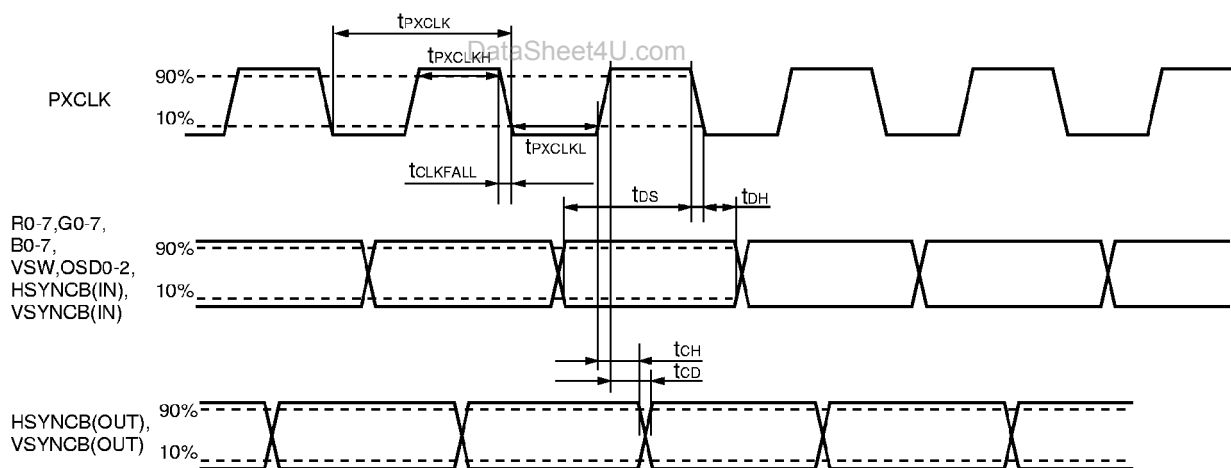 tPXCLK
DataSheet4U.com
tPXCLKH
90%
PXCLK
10%
tPXCLKL
tCLKFALL
tDS
tDH
R0-7,G0-7,
B0-7,
VSW,OSD0-2,
HSYNCB(IN),
VSYNCB(IN)
90%
10%
tCH
tCD
HSYNCB(OUT),
VSYNCB(OUT)
90%
10%